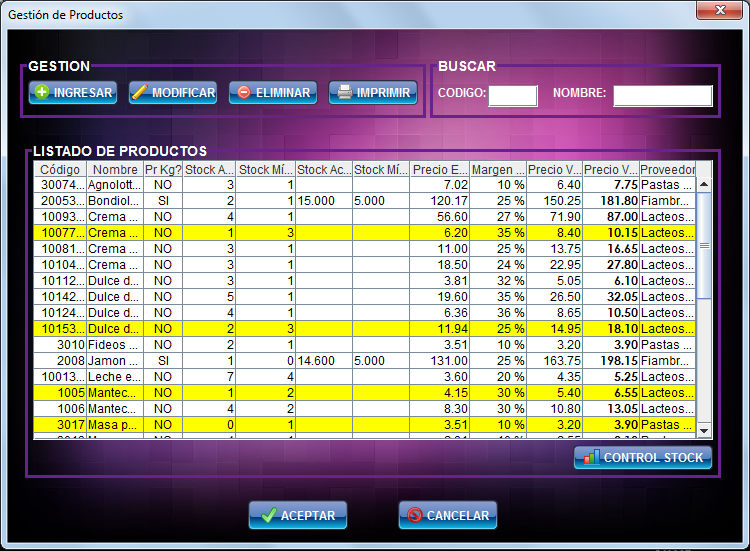 Gestión de Productos
GESTION
INGRESAR MODIFICAR ELIMINAR IMPRIMIR
BUSCAR
CODIGO: NOMBRE:
LISTADO DE PRODUCTOS
Código Nombre Pr Kg? Stock A... Stock Mí... Stock Ac... Stock Mí... Precio E... Margen ... Precio V... Precio V... Proveedor
30074... Agnolott... NO 3 1 7.02 10 % 6.40 7.75 Pastas ...
20053... Bondiol... SI 2 1 15.000 5.000 120.17 25 % 150.25 181.80 Fiambr...
10093... Crema ... NO 4 1 56.60 27 % 71.90 87.00 Lacteos...
10077... Crema ... NO 1 3 6.20 35 % 8.40 10.15 Lacteos...
10081... Crema ... NO 3 1 11.00 25 % 13.75 16.65 Lacteos...
10104... Crema ... NO 3 1 18.50 24 % 22.95 27.80 Lacteos...
10112... Dulce d... NO 3 1 3.81 32 % 5.05 6.10 Lacteos...
10142... Dulce d... NO 5 1 19.60 35 % 26.50 32.05 Lacteos...
10124... Dulce d... NO 4 1 6.36 36 % 8.65 10.50 Lacteos...
10153... Dulce d... NO 2 3 11.94 25 % 14.95 18.10 Lacteos...
3010 Fideos ... NO 2 1 3.51 10 % 3.20 3.90 Pastas ...
2008 Jamon ... SI 1 0 14.600 5.000 131.00 25 % 163.75 198.15 Fiambr...
10013... Leche e... NO 7 4 3.60 20 % 4.35 5.25 Lacteos...
1005 Mantec... NO 1 2 4.15 30 % 5.40 6.55 Lacteos...
1006 Mantec... NO 4 2 8.30 30 % 10.80 13.05 Lacteos...
3017 Masa p... NO 0 1 3.51 10 % 3.20 3.90 Pastas ...
CONTROL STOCK
ACEPTAR CANCELAR